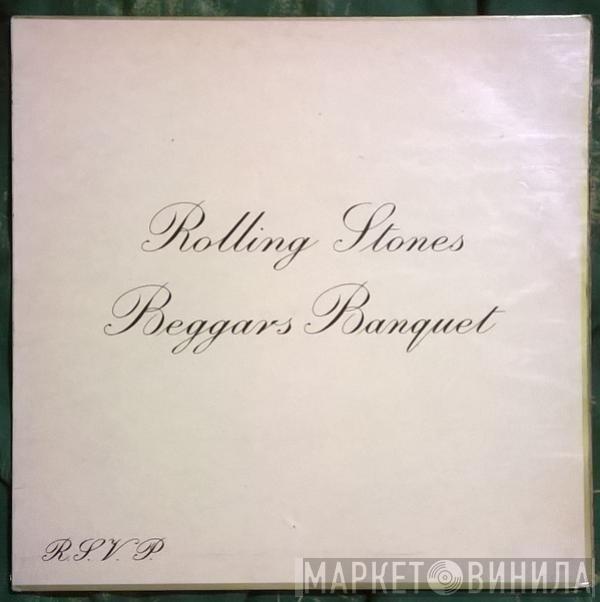 Rolling Stones
Beggars Banquet
R.S.V.P.
МАРКЕТ ВИНИЛА